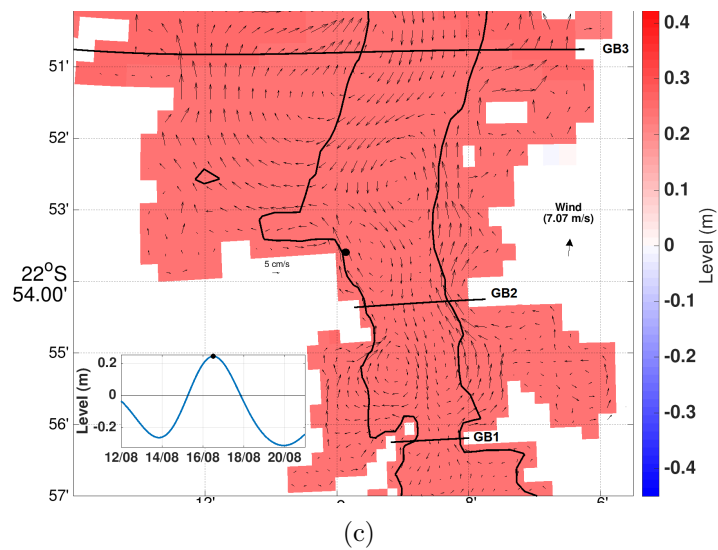 51'
52'
53'
22°S
54.00'
55'
56'
57'
8'
6'
GB3
GB2
GB1
Wind
(7.07 m/s)
5 cm/s
Level (m)
0.2
0
-0.2
12/08 14/08 16/08 18/08 20/08
0.4
0.3
0.2
0.1
0
-0.1
-0.2
-0.3
-0.4
Level (m)
(c)